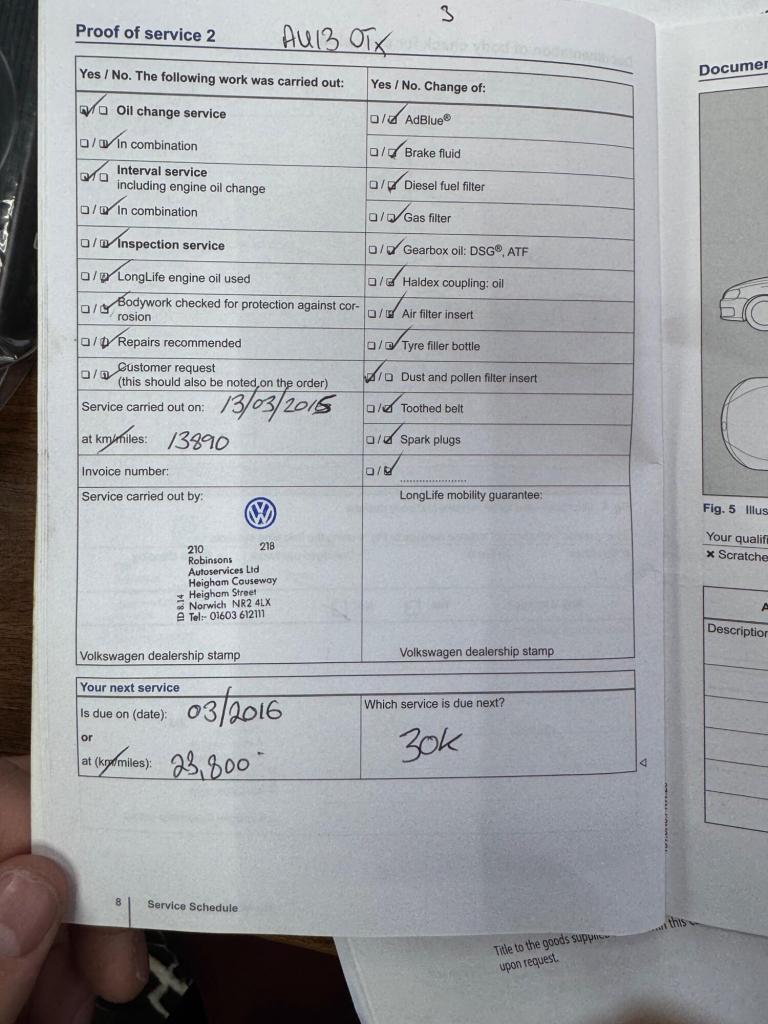 3
Proof of service 2
AU13 OTX
Yes / No. The following work was carried out:
Yes / No. Change of:
Oil change service
In combination
Interval service
including engine oil change
In combination
Inspection service
LongLife engine oil used
Bodywork checked for protection against cor-
rosion
Repairs recommended
Customer request
(this should also be noted on the order)
AdBlue®
Brake fluid
Diesel fuel filter
Gas filter
Gearbox oil: DSG®, ATF
Haldex coupling: oil
Air filter insert
Tyre filler bottle
Dust and pollen filter insert
Toothed belt
Spark plugs
....................
Service carried out on: 13/03/2015
at km/miles: 13890
Invoice number:
Service carried out by:
LongLife mobility guarantee:
210 218
Robinsons
Autoservices Ltd
Heigham Causeway
Heigham Street
Norwich NR2 4LX
Tel:- 01603 612111
ID 8.14
Volkswagen dealership stamp
Volkswagen dealership stamp
Your next service
Is due on (date): 03/2016
or
at (km/miles): 23,800
Which service is due next?
30K
8 Service Schedule
Documen
Fig. 5 Illus
Your qualifi
× Scratche
A
Description
Title to the goods supplie
upon request.
this